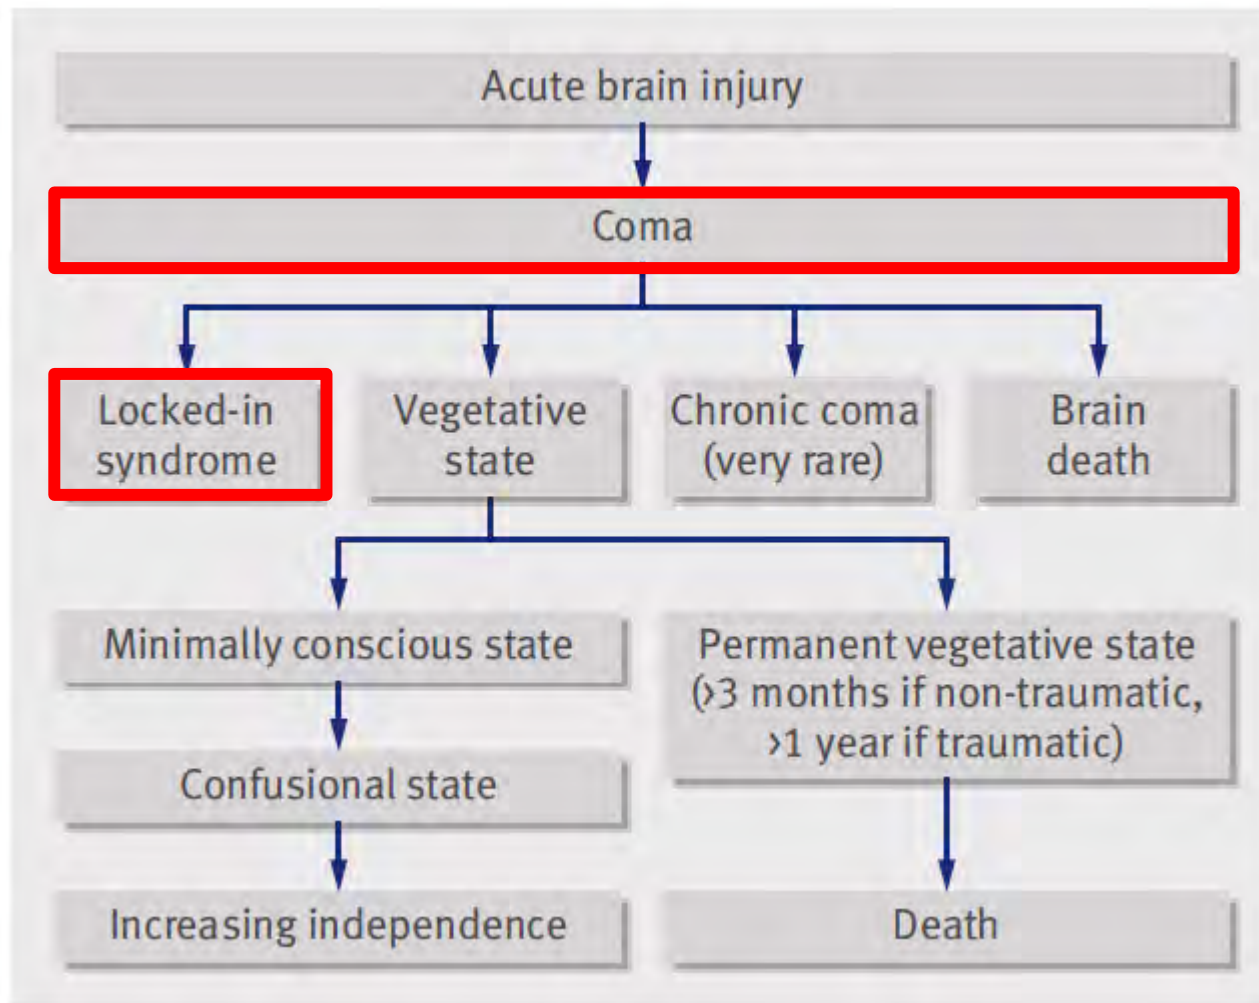 Acute brain injury
Coma
Locked-in
syndrome
Vegetative
state
Chronic coma
(very rare)
Brain
death
Minimally conscious state
Permanent vegetative state
(>3 months if non-traumatic,
>1 year if traumatic)
Confusional state
Increasing independence
Death